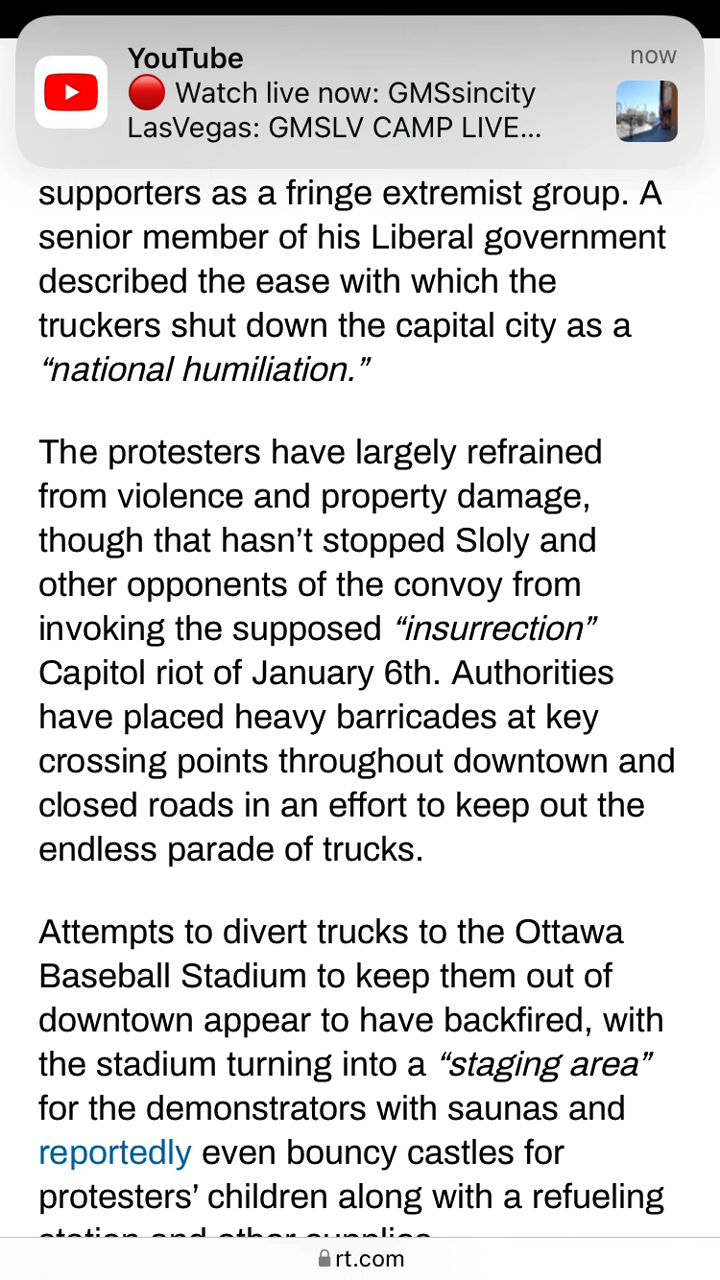 YouTube
now
🔴 Watch live now: GMSsincity
LasVegas: GMSLV CAMP LIVE...
supporters as a fringe extremist group. A
senior member of his Liberal government
described the ease with which the
truckers shut down the capital city as a
“national humiliation.”
The protesters have largely refrained
from violence and property damage,
though that hasn’t stopped Sloly and
other opponents of the convoy from
invoking the supposed “insurrection”
Capitol riot of January 6th. Authorities
have placed heavy barricades at key
crossing points throughout downtown and
closed roads in an effort to keep out the
endless parade of trucks.
Attempts to divert trucks to the Ottawa
Baseball Stadium to keep them out of
downtown appear to have backfired, with
the stadium turning into a “staging area”
for the demonstrators with saunas and
reportedly even bouncy castles for
protesters’ children along with a refueling
station and other supplies.
rt.com